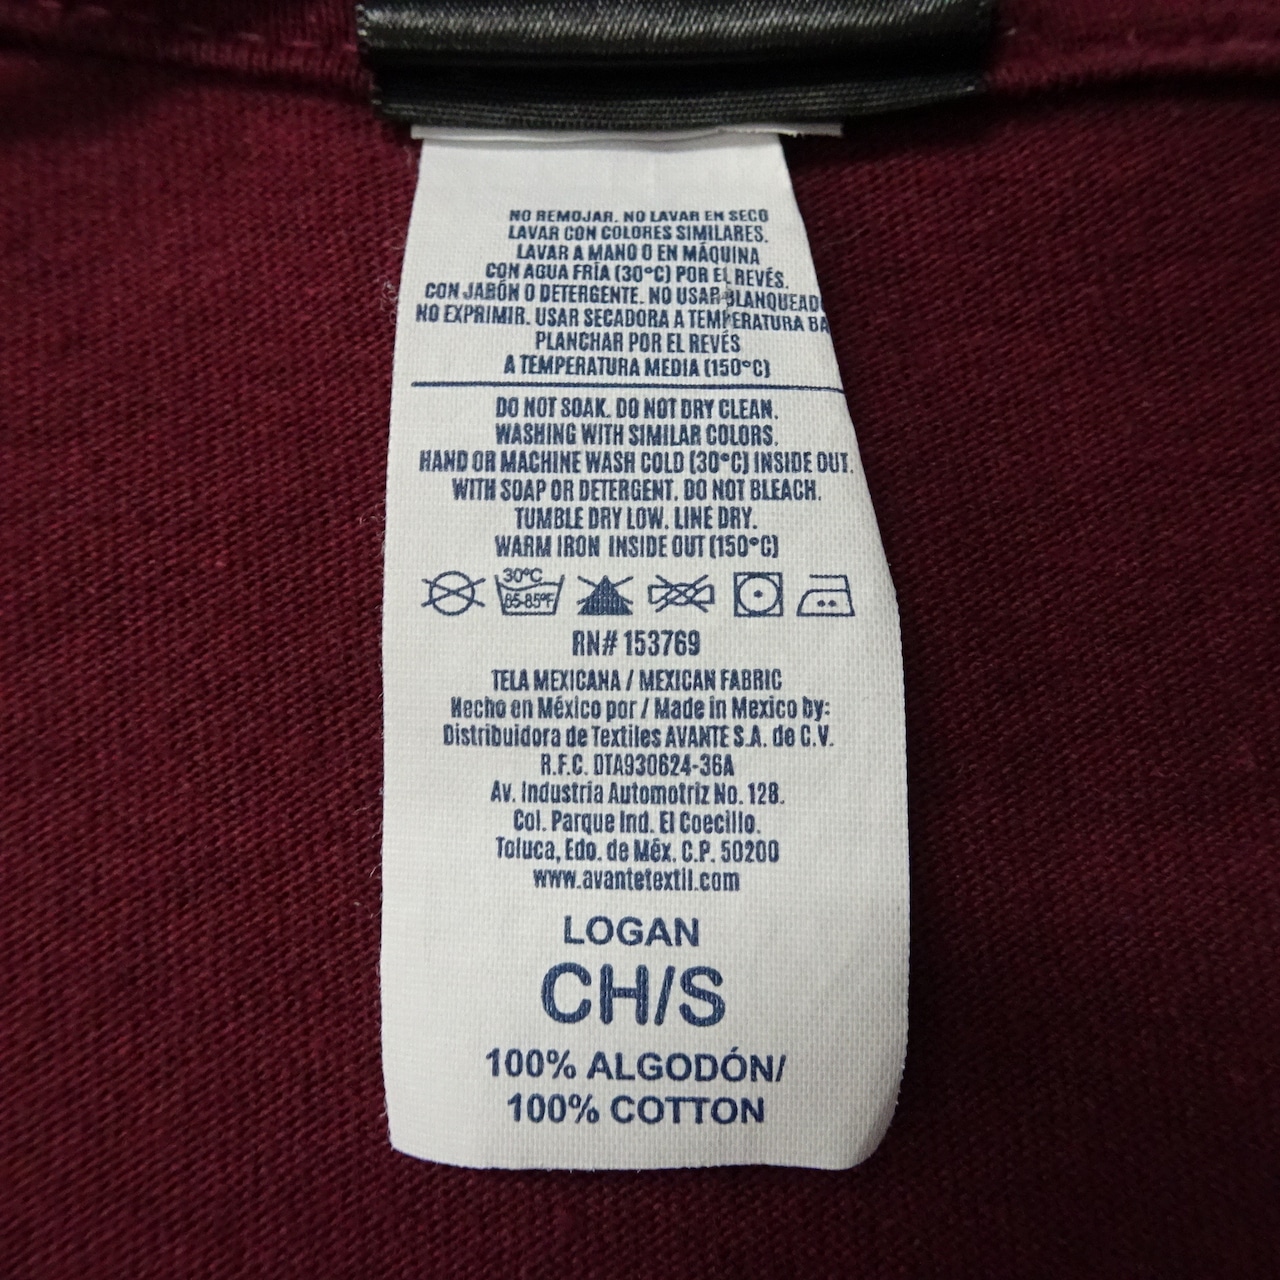 NO REMOJAR. NO LAVAR EN SECO
LAVAR CON COLORES SIMILARES.
LAVAR A MANO O EN MÁQUINA
CON AGUA FRÍA (30°C) POR EL REVÉS.
CON JABÓN O DETERGENTE. NO USAR BLANQUEAD
NO EXPRIMIR. USAR SECADORA A TEMPERATURA BA
PLANCHAR POR EL REVÉS
A TEMPERATURA MEDIA (150°C)
DO NOT SOAK. DO NOT DRY CLEAN.
WASHING WITH SIMILAR COLORS.
HAND OR MACHINE WASH COLD (30°C) INSIDE OUT.
WITH SOAP OR DETERGENT. DO NOT BLEACH.
TUMBLE DRY LOW. LINE DRY.
WARM IRON INSIDE OUT (150°C)
30°C
65-85°F
RN# 153769
TELA MEXICANA / MEXICAN FABRIC
Hecho en México por / Made in Mexico by:
Distribuidora de Textiles AVANTE S.A. de C.V.
R.F.C. DTA930624-36A
Av. Industria Automotriz No. 128.
Col. Parque Ind. El Coecillo.
Toluca, Edo. de Méx. C.P. 50200
www.avantetextil.com
LOGAN
CH/S
100% ALGODÓN/
100% COTTON